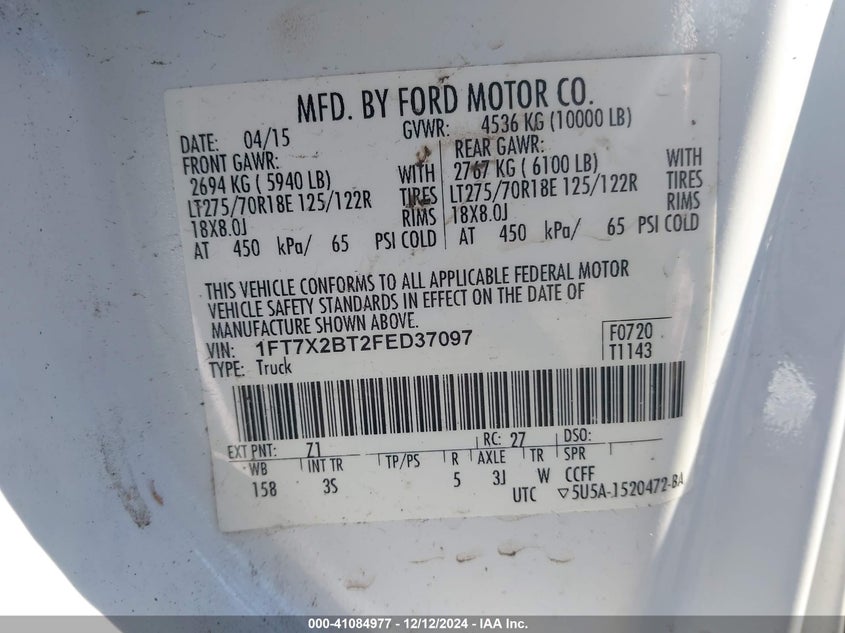 MFD. BY FORD MOTOR CO.
DATE: 04/15 GVWR: 4536 KG (10000 LB)
FRONT GAWR: REAR GAWR:
2694 KG ( 5940 LB) WITH 2767 KG ( 6100 LB) WITH
LT275/70R18E 125/122R TIRES LT275/70R18E 125/122R TIRES
18X8.0J RIMS 18X8.0J RIMS
AT 450 kPa/ 65 PSI COLD AT 450 kPa/ 65 PSI COLD
THIS VEHICLE CONFORMS TO ALL APPLICABLE FEDERAL MOTOR
VEHICLE SAFETY STANDARDS IN EFFECT ON THE DATE OF
MANUFACTURE SHOWN ABOVE.
VIN: 1FT7X2BT2FED37097 F0720
TYPE: Truck T1143
EXT PNT: Z1 RC: 27 DSO:
WB INT TR TP/PS R AXLE TR SPR
158 3S 5 3J W CCFF
UTC ▽5U5A-1520472-BA
000-41084977 - 12/12/2024 - IAA Inc.